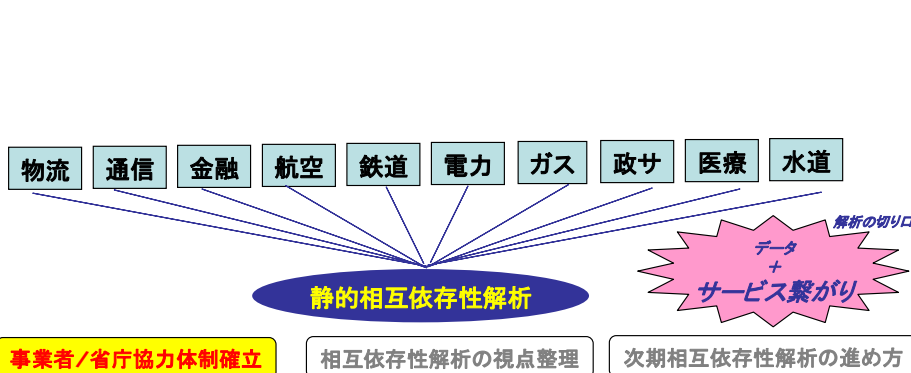 物流 通信 金融 航空 鉄道 電力 ガス 政サ 医療 水道
解析の切り口
データ
+
サービス繋がり
静的相互依存性解析
事業者/省庁協力体制確立 相互依存性解析の視点整理 次期相互依存性解析の進め方